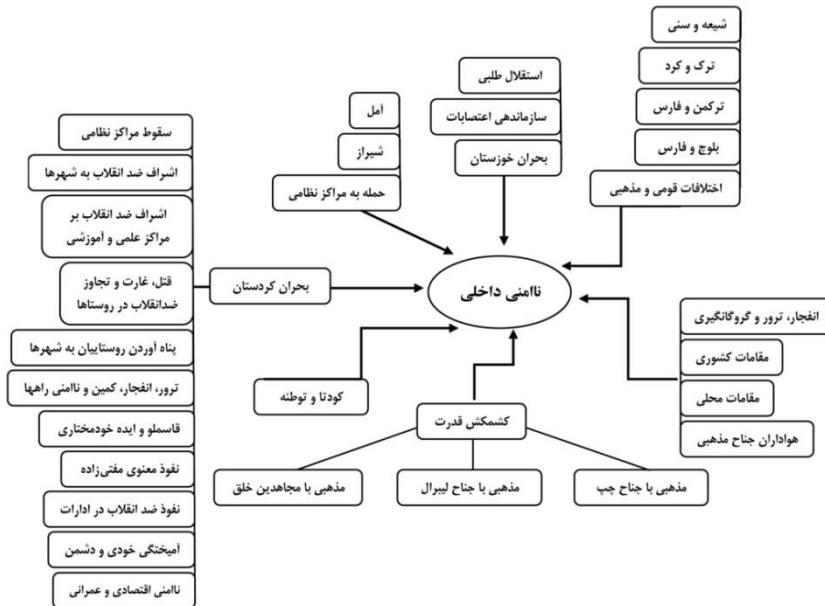 شیعه و سنی
ترک و کرد
ترکمن و فارس
بلوچ و فارس
اختلافات قومی و مذهبی
استقلال طلبی
سازماندهی اعتصابات
بحران خوزستان
آمل
شیراز
حمله به مراکز نظامی
سقوط مراکز نظامی
اشراف ضد انقلاب به شهرها
اشراف ضد انقلاب بر
مراکز علمی و آموزشی
قتل، غارت و تجاوز
ضدانقلاب در روستاها
پناه آوردن روستاییان به شهرها
ترور، انفجار، کمین و ناامنی راهها
قاسملو و ایده خودمختاری
نفوذ معنوی مفتی‌زاده
نفوذ ضد انقلاب در ادارات
آمیختگی خودی و دشمن
ناامنی اقتصادی و عمرانی
بحران کردستان
ناامنی داخلی
انفجار، ترور و گروگانگیری
مقامات کشوری
مقامات محلی
هواداران جناح مذهبی
کودتا و توطئه
کشمکش قدرت
مذهبی با جناح چپ
مذهبی با جناح لیبرال
مذهبی با مجاهدین خلق